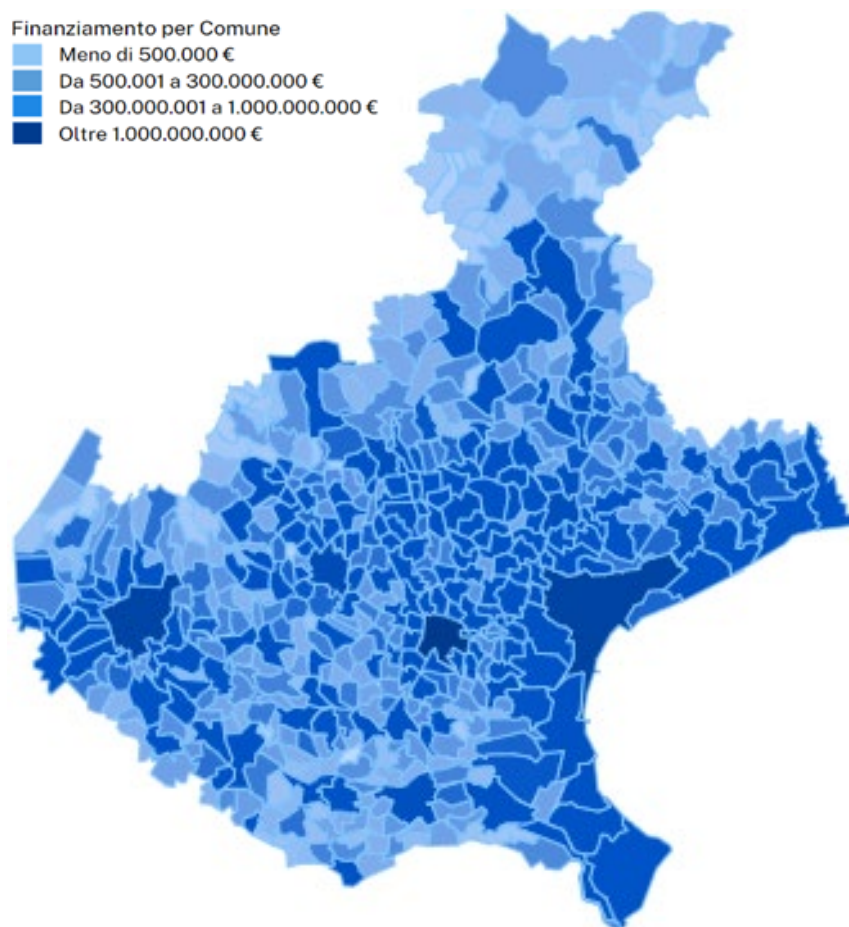 Finanziamento per Comune
Meno di 500.000 €
Da 500.001 a 300.000.000 €
Da 300.000.001 a 1.000.000.000 €
Oltre 1.000.000.000 €